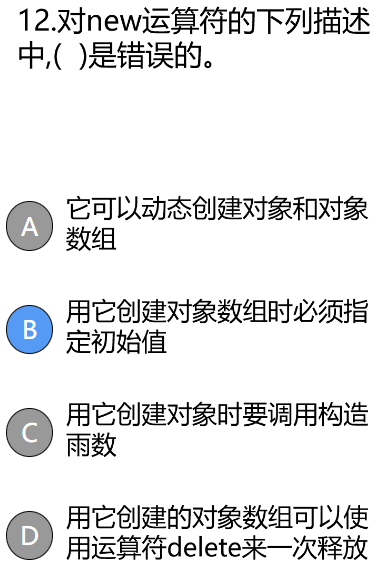 12.对new运算符的下列描述
中,(  )是错误的。
A
它可以动态创建对象和对象
数组
B
用它创建对象数组时必须指
定初始值
C
用它创建对象时要调用构造
雨数
D
用它创建的对象数组可以使
用运算符delete来一次释放